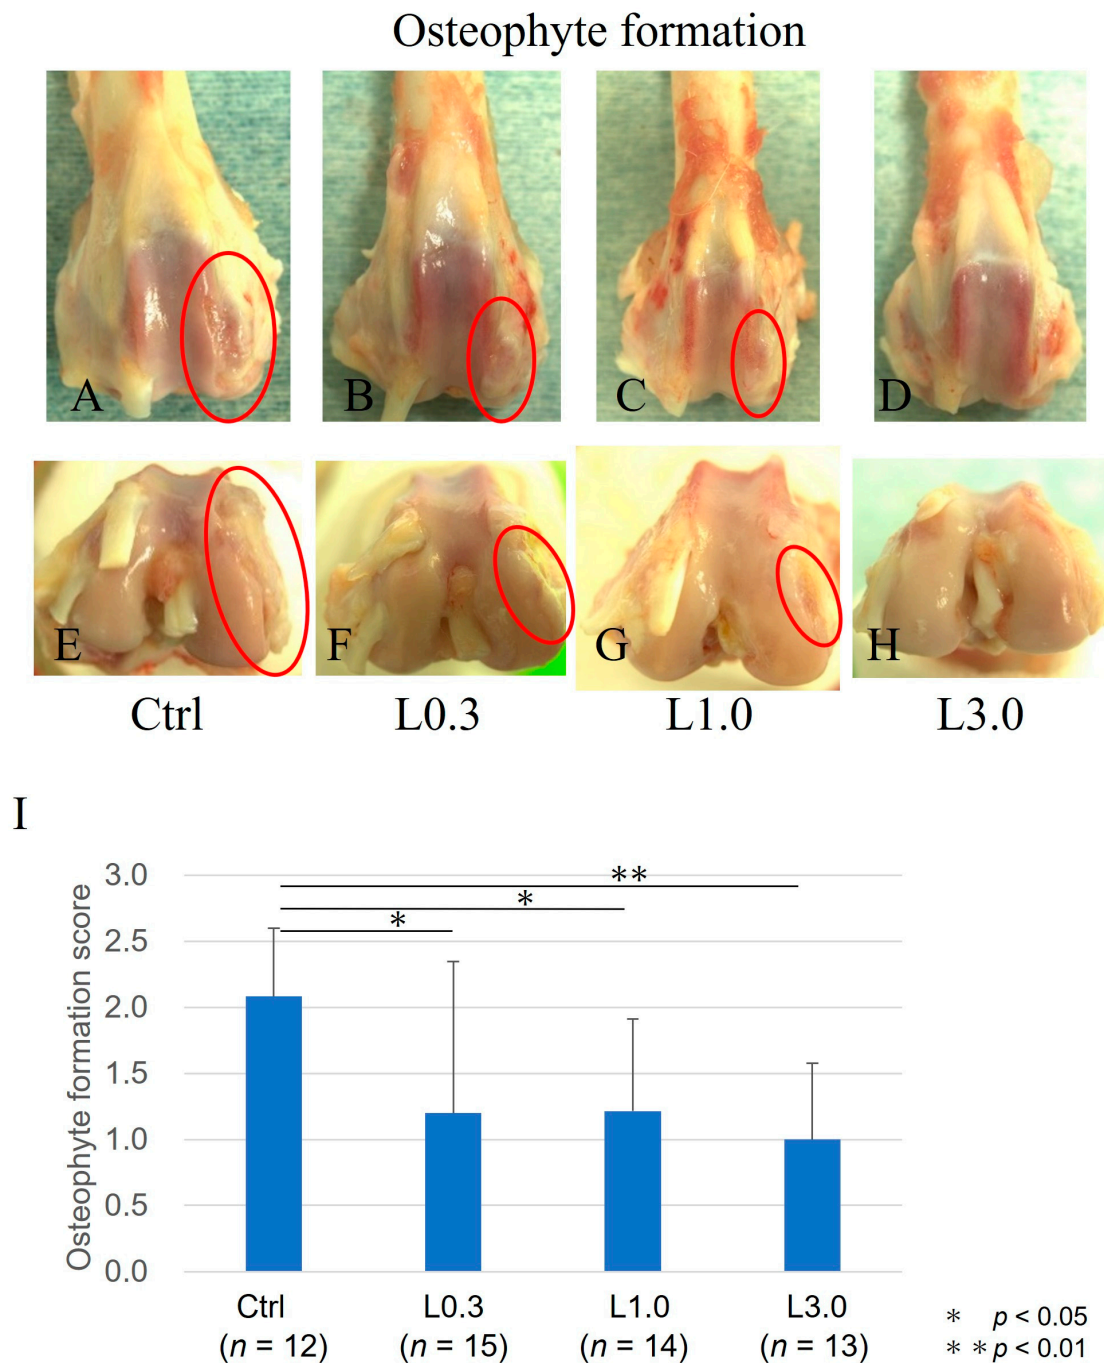 Osteophyte formation
A B C D
E F G H
Ctrl L0.3 L1.0 L3.0
I
Osteophyte formation score
3.0
2.5
2.0
1.5
1.0
0.5
0.0
**
*
*
Ctrl L0.3 L1.0 L3.0
(n = 12) (n = 15) (n = 14) (n = 13)
* p < 0.05
* * p < 0.01